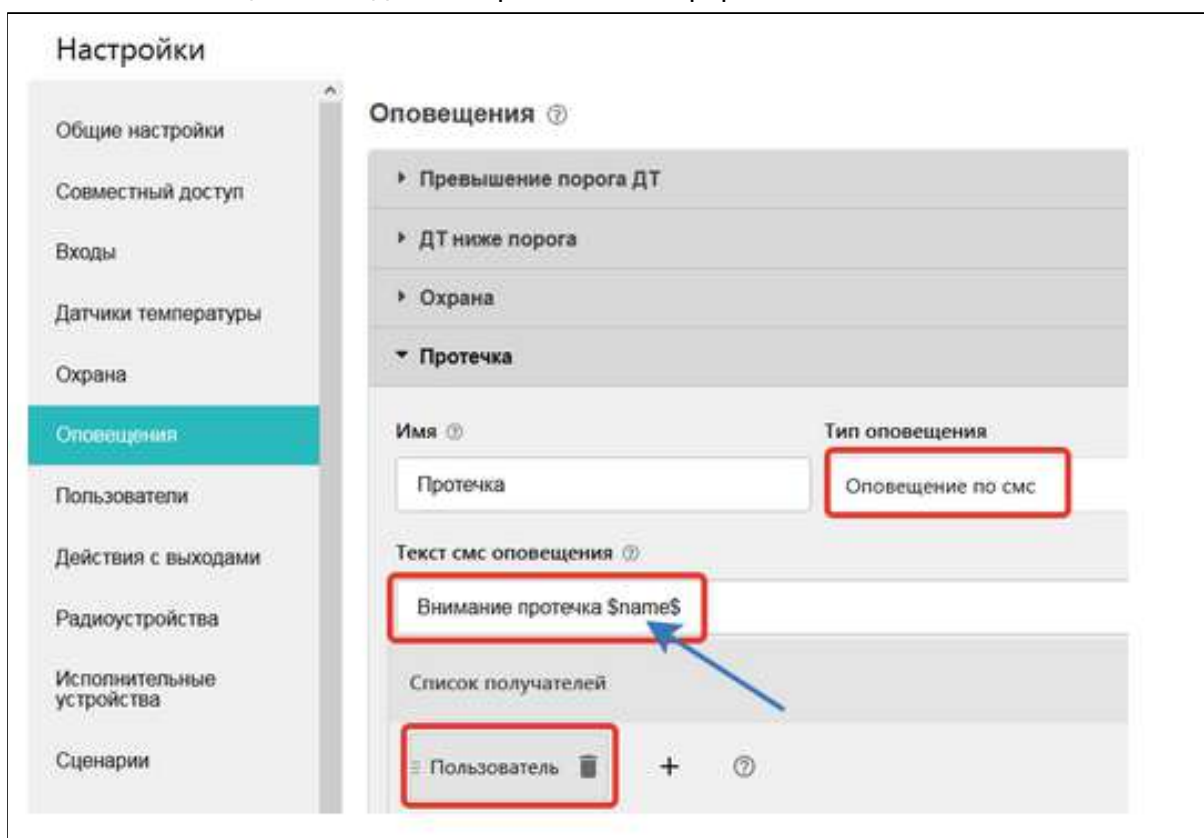 Настройки
Общие настройки
Совместный доступ
Входы
Датчики температуры
Охрана
Оповещения
Пользователи
Действия с выходами
Радиоустройства
Исполнительные
устройства
Сценарии
Оповещения
Превышение порога ДТ
ДТ ниже порога
Охрана
Протечка
Имя
Тип оповещения
Протечка
Оповещение по смс
Текст смс оповещения
Внимание протечка $name$
Список получателей
Пользователь